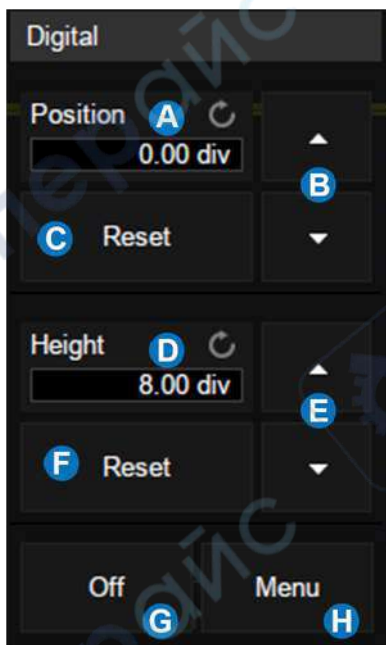 Digital
Position A
0.00 div
B
C Reset
Height D
8.00 div
E
F Reset
Off Menu
G H